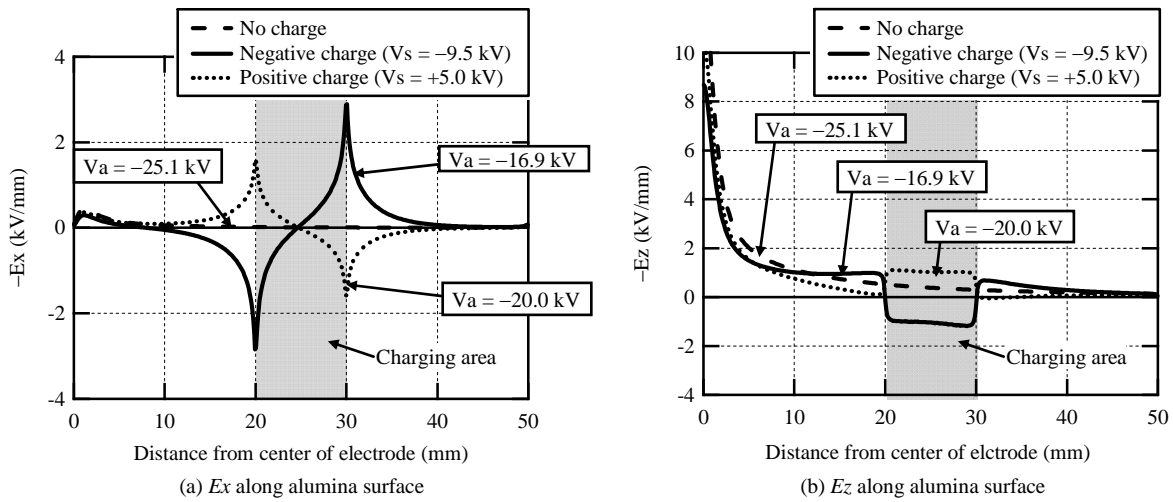 No charge
Negative charge (Vs = −9.5 kV)
Positive charge (Vs = +5.0 kV)
4
2
0
-2
-4
−Ex (kV/mm)
Va = −25.1 kV
Va = −16.9 kV
Va = −20.0 kV
Charging area
0 10 20 30 40 50
Distance from center of elctrode (mm)
(a) Ex along alumina surface
No charge
Negative charge (Vs = −9.5 kV)
Positive charge (Vs = +5.0 kV)
10
8
6
4
2
0
-2
-4
−Ez (kV/mm)
Va = −25.1 kV
Va = −16.9 kV
Va = −20.0 kV
Charging area
0 10 20 30 40 50
Distance from center of elctrode (mm)
(b) Ez along alumina surface